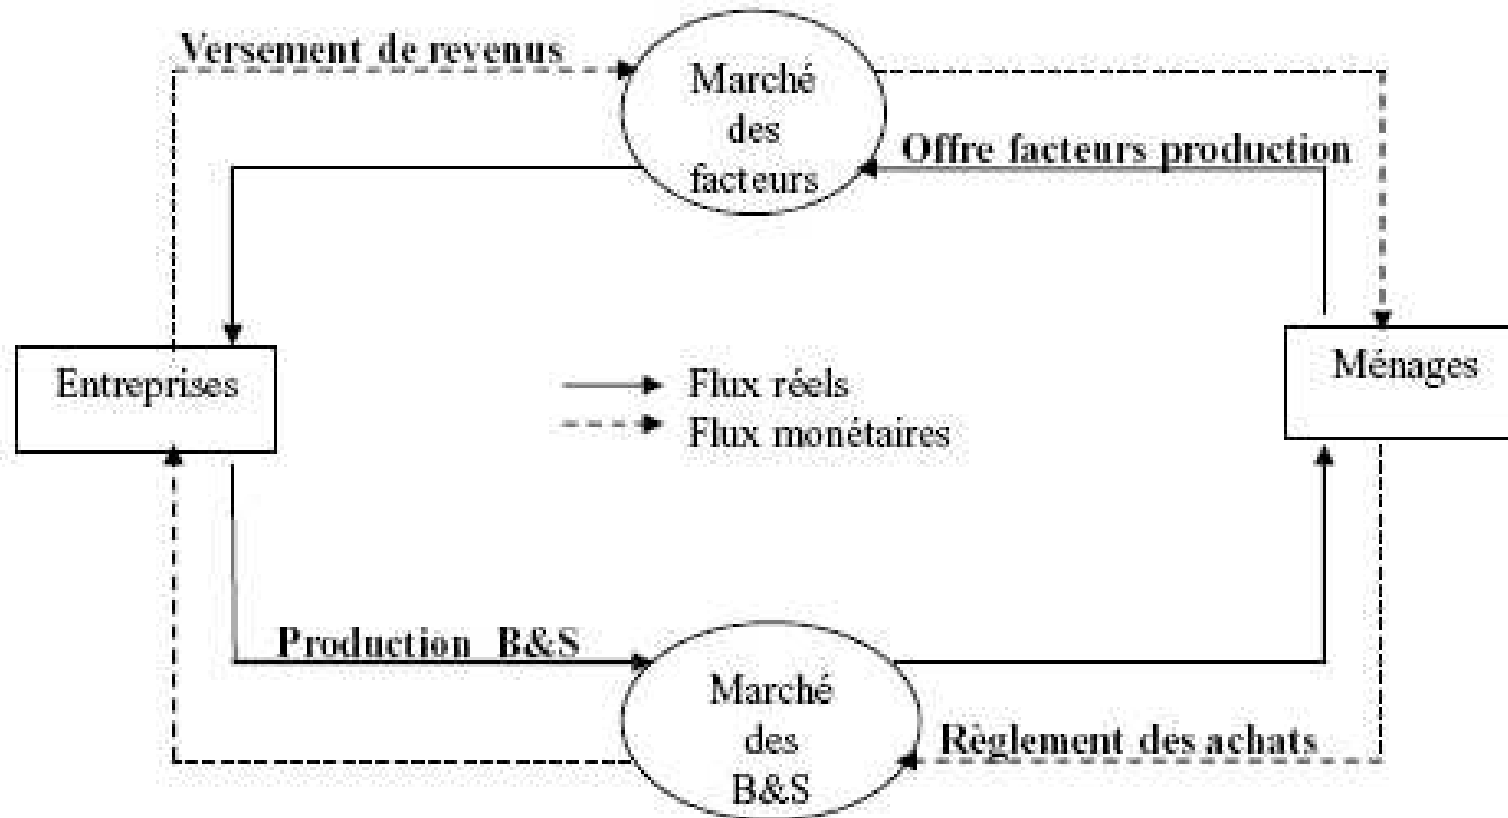 Versement de revenus
Marché
des
facteurs
Offre facteurs production
Entreprises
Ménages
Flux réels
Flux monétaires
Production B&S
Marché
des
B&S
Règlement des achats